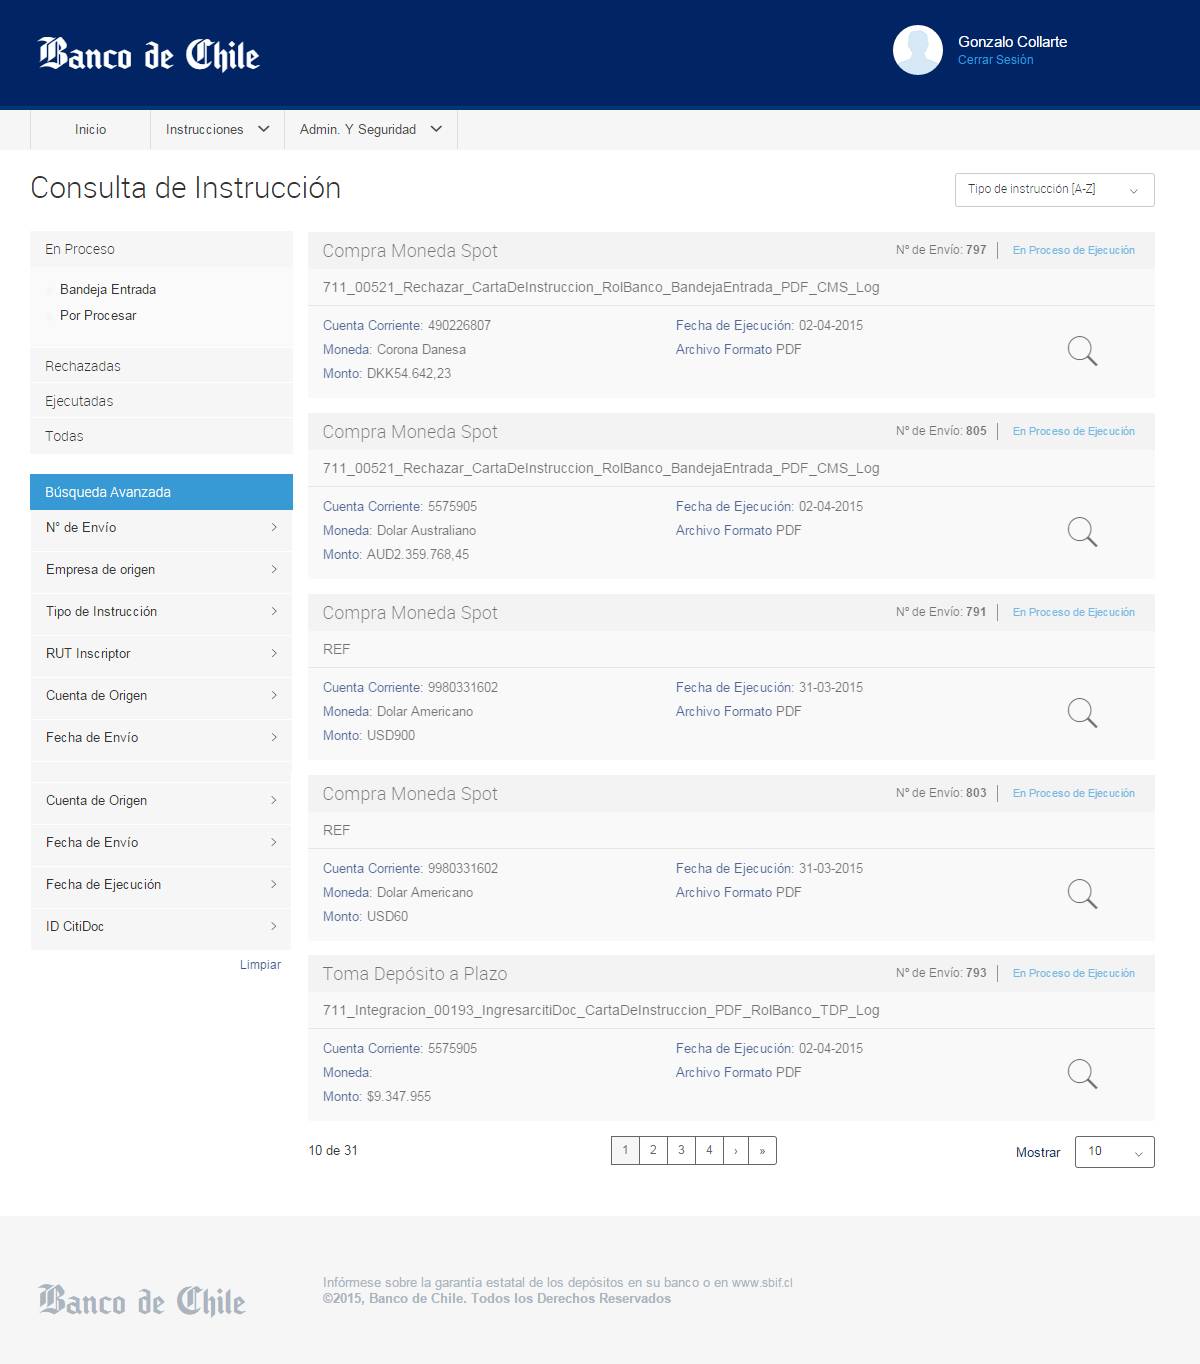 Banco de Chile
Gonzalo Collarte
Cerrar Sesión
Inicio
Instrucciones
Admin. Y Seguridad
Consulta de Instrucción
Tipo de instrucción [A-Z]
En Proceso
Bandeja Entrada
Por Procesar
Rechazadas
Ejecutadas
Todas
Búsqueda Avanzada
N° de Envío
Empresa de origen
Tipo de Instrucción
RUT Inscriptor
Cuenta de Origen
Fecha de Envío
Cuenta de Origen
Fecha de Envío
Fecha de Ejecución
ID CitiDoc
Limpiar
Compra Moneda Spot
Nº de Envío: 797
En Proceso de Ejecución
711_00521_Rechazar_CartaDeInstruccion_RolBanco_BandejaEntrada_PDF_CMS_Log
Cuenta Corriente: 490226807
Fecha de Ejecución: 02-04-2015
Moneda: Corona Danesa
Archivo Formato PDF
Monto: DKK54.642,23
Compra Moneda Spot
Nº de Envío: 805
En Proceso de Ejecución
711_00521_Rechazar_CartaDeInstruccion_RolBanco_BandejaEntrada_PDF_CMS_Log
Cuenta Corriente: 5575905
Fecha de Ejecución: 02-04-2015
Moneda: Dolar Australiano
Archivo Formato PDF
Monto: AUD2.359.768,45
Compra Moneda Spot
Nº de Envío: 791
En Proceso de Ejecución
REF
Cuenta Corriente: 9980331602
Fecha de Ejecución: 31-03-2015
Moneda: Dolar Americano
Archivo Formato PDF
Monto: USD900
Compra Moneda Spot
Nº de Envío: 803
En Proceso de Ejecución
REF
Cuenta Corriente: 9980331602
Fecha de Ejecución: 31-03-2015
Moneda: Dolar Americano
Archivo Formato PDF
Monto: USD60
Toma Depósito a Plazo
Nº de Envío: 793
En Proceso de Ejecución
711_Integracion_00193_IngresarcitiDoc_CartaDeInstruccion_PDF_RolBanco_TDP_Log
Cuenta Corriente: 5575905
Fecha de Ejecución: 02-04-2015
Moneda:
Archivo Formato PDF
Monto: $9.347.955
10 de 31
1 2 3 4 › »
Mostrar 10
Banco de Chile
Infórmese sobre la garantía estatal de los depósitos en su banco o en www.sbif.cl
©2015, Banco de Chile. Todos los Derechos Reservados